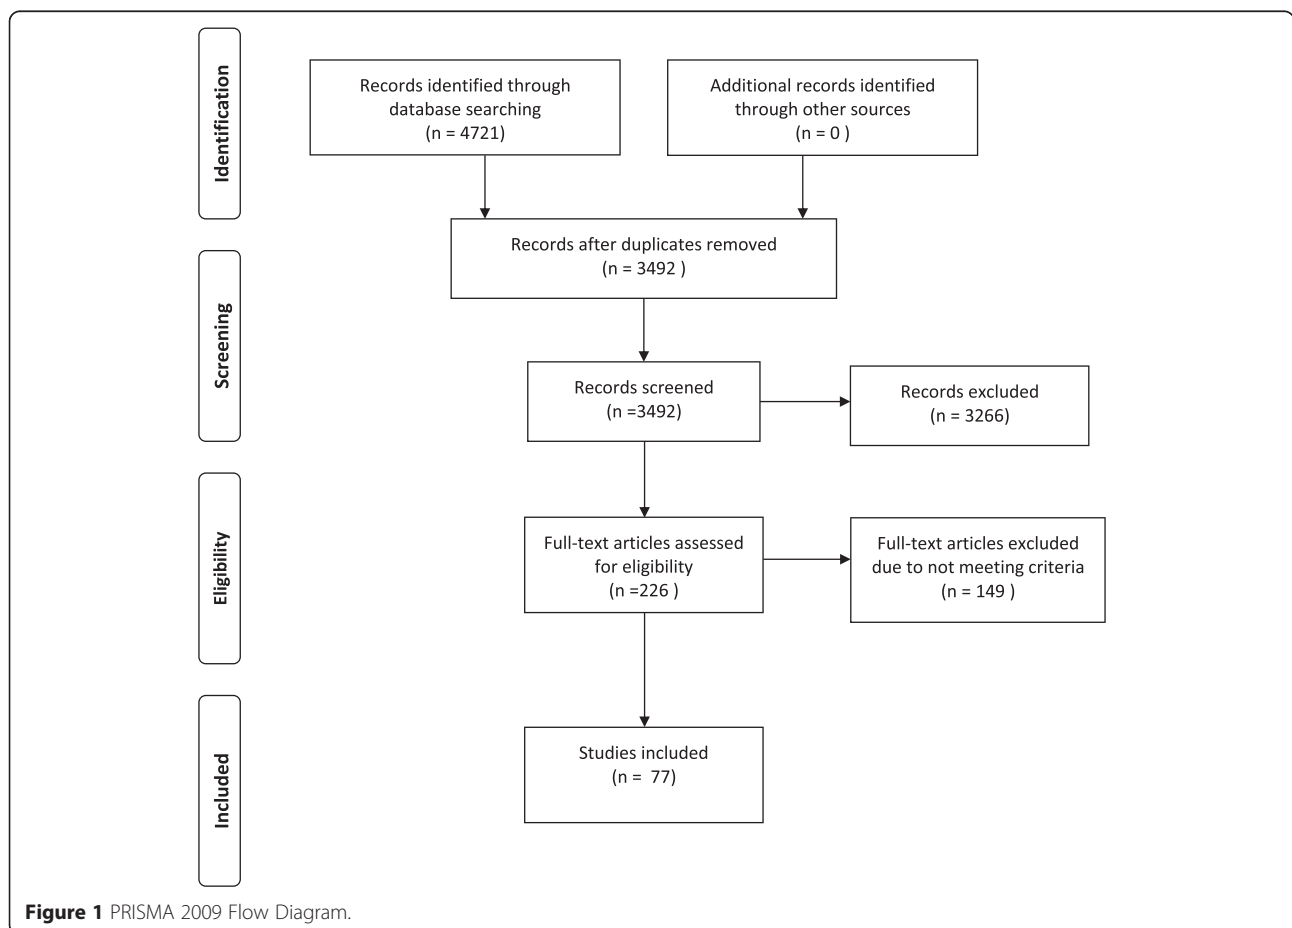 Identification
Records identified through
database searching
(n = 4721)
Additional records identified
through other sources
(n = 0 )
Records after duplicates removed
(n = 3492 )
Screening
Records screened
(n =3492)
Records excluded
(n = 3266)
Eligibility
Full-text articles assessed
for eligibility
(n =226 )
Full-text articles excluded
due to not meeting criteria
(n = 149 )
Included
Studies included
(n =  77)
Figure 1 PRISMA 2009 Flow Diagram.